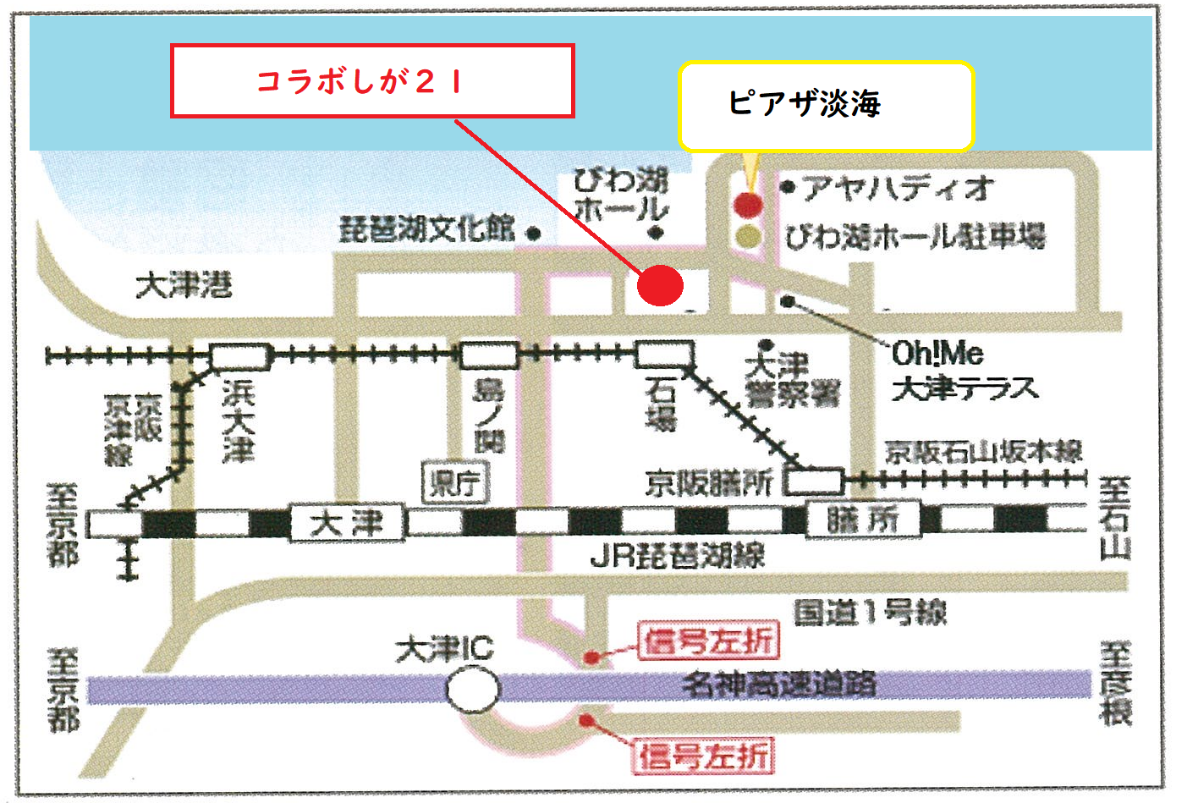 コラボしが21
ピアザ淡海
びわ湖
ホール
アヤハディオ
琵琶湖文化館
びわ湖ホール駐車場
大津港
Oh!Me
大津テラス
浜大津
島ノ関
石場
大津
警察署
京阪
京津線
県庁
京阪膳所
京阪石山坂本線
至京都
大津
膳所
至石山
JR琵琶湖線
国道1号線
信号左折
大津IC
至京都
名神高速道路
至彦根
信号左折